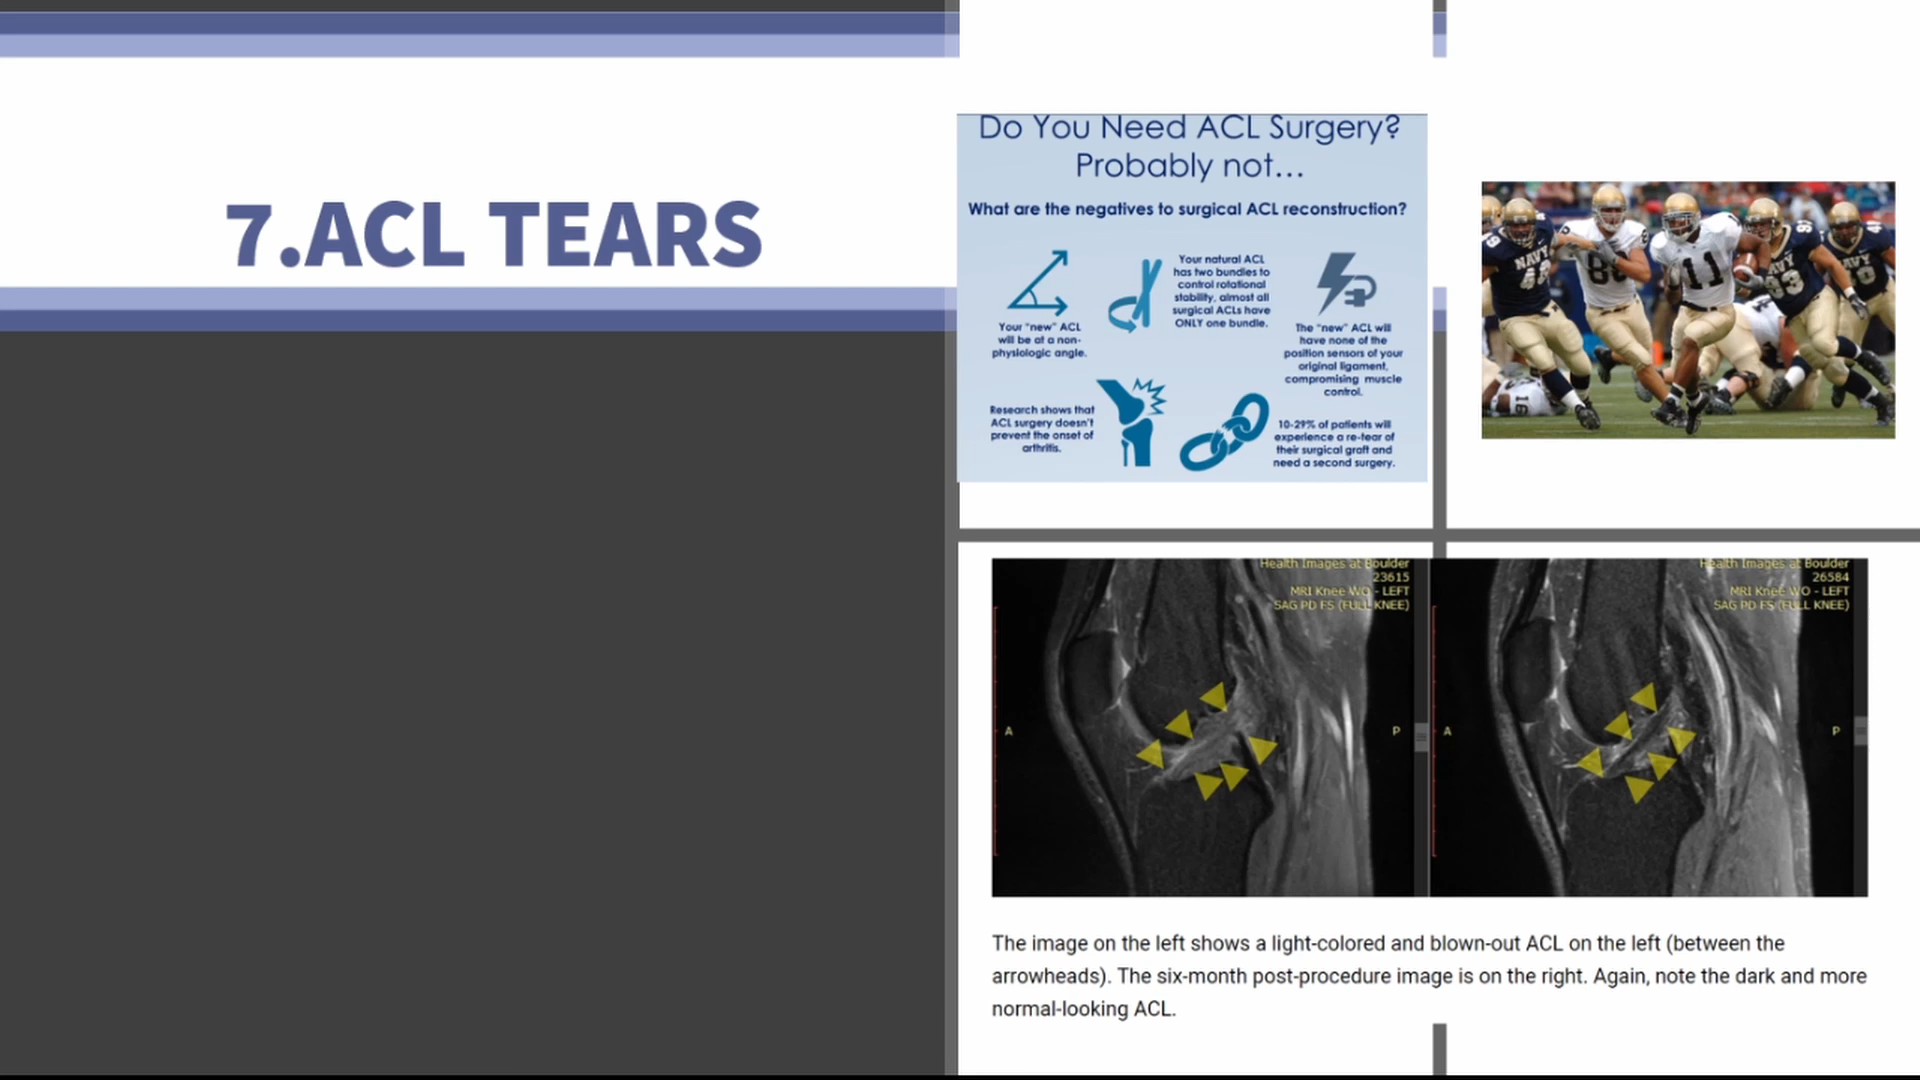 7.ACL TEARS
Do You Need ACL Surgery?
Probably not...
What are the negatives to surgical ACL reconstruction?
Your "new" ACL
will be at a non-
physiologic angle.
Your natural ACL
has two bundles to
control rotational
stability, almost all
surgical ACLs have
ONLY one bundle.
The "new" ACL will
have none of the
position sensors of your
original ligament,
compromising muscle
control.
Research shows that
ACL surgery doesn't
prevent the onset of
arthritis.
10-29% of patients will
experience a re-tear of
their surgical graft and
need a second surgery.
NAVY
NAVY
11
Health Images at Boulder
23615
MRI Knee WO - LEFT
SAG PD FS (FULL KNEE)
A
P
Health Images at Boulder
26584
MRI Knee WO - LEFT
SAG PD FS (FULL KNEE)
A
P
The image on the left shows a light-colored and blown-out ACL on the left (between the
arrowheads). The six-month post-procedure image is on the right. Again, note the dark and more
normal-looking ACL.